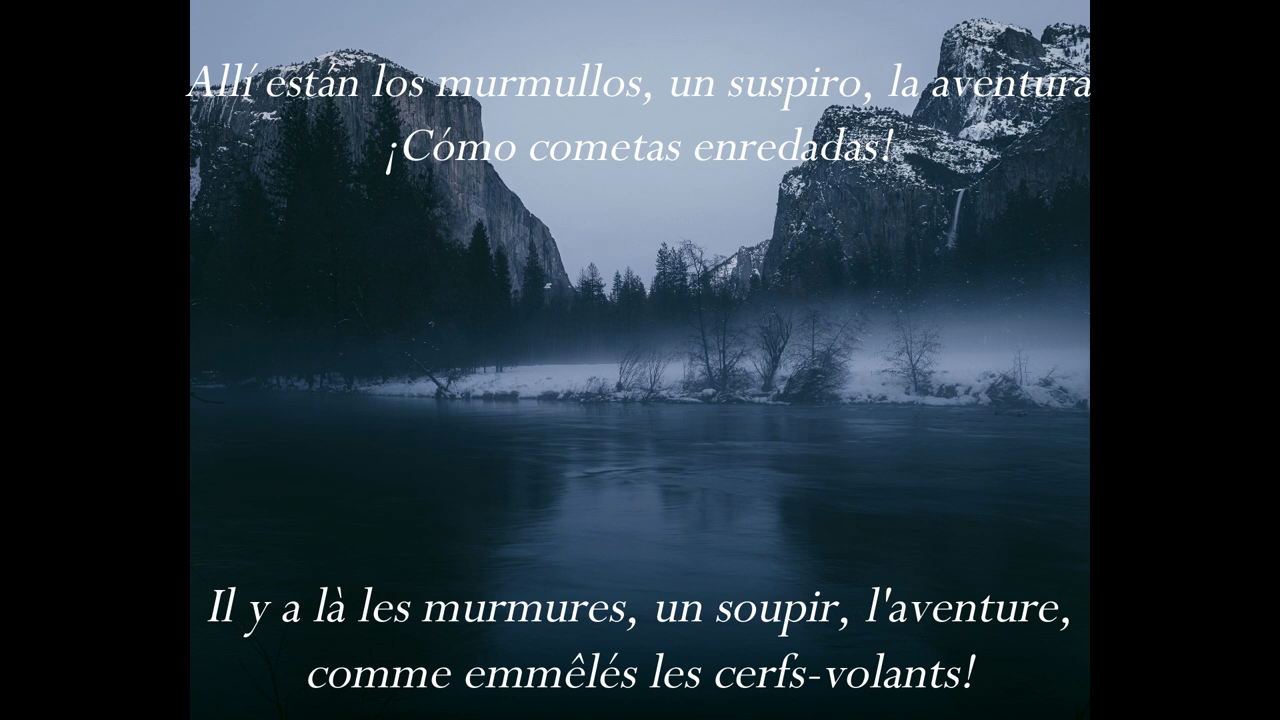 Allí están los murmullos, un suspiro, la aventura
¡Cómo cometas enredadas!
Il y a là les murmures, un soupir, l'aventure,
comme emmêlés les cerfs-volants!